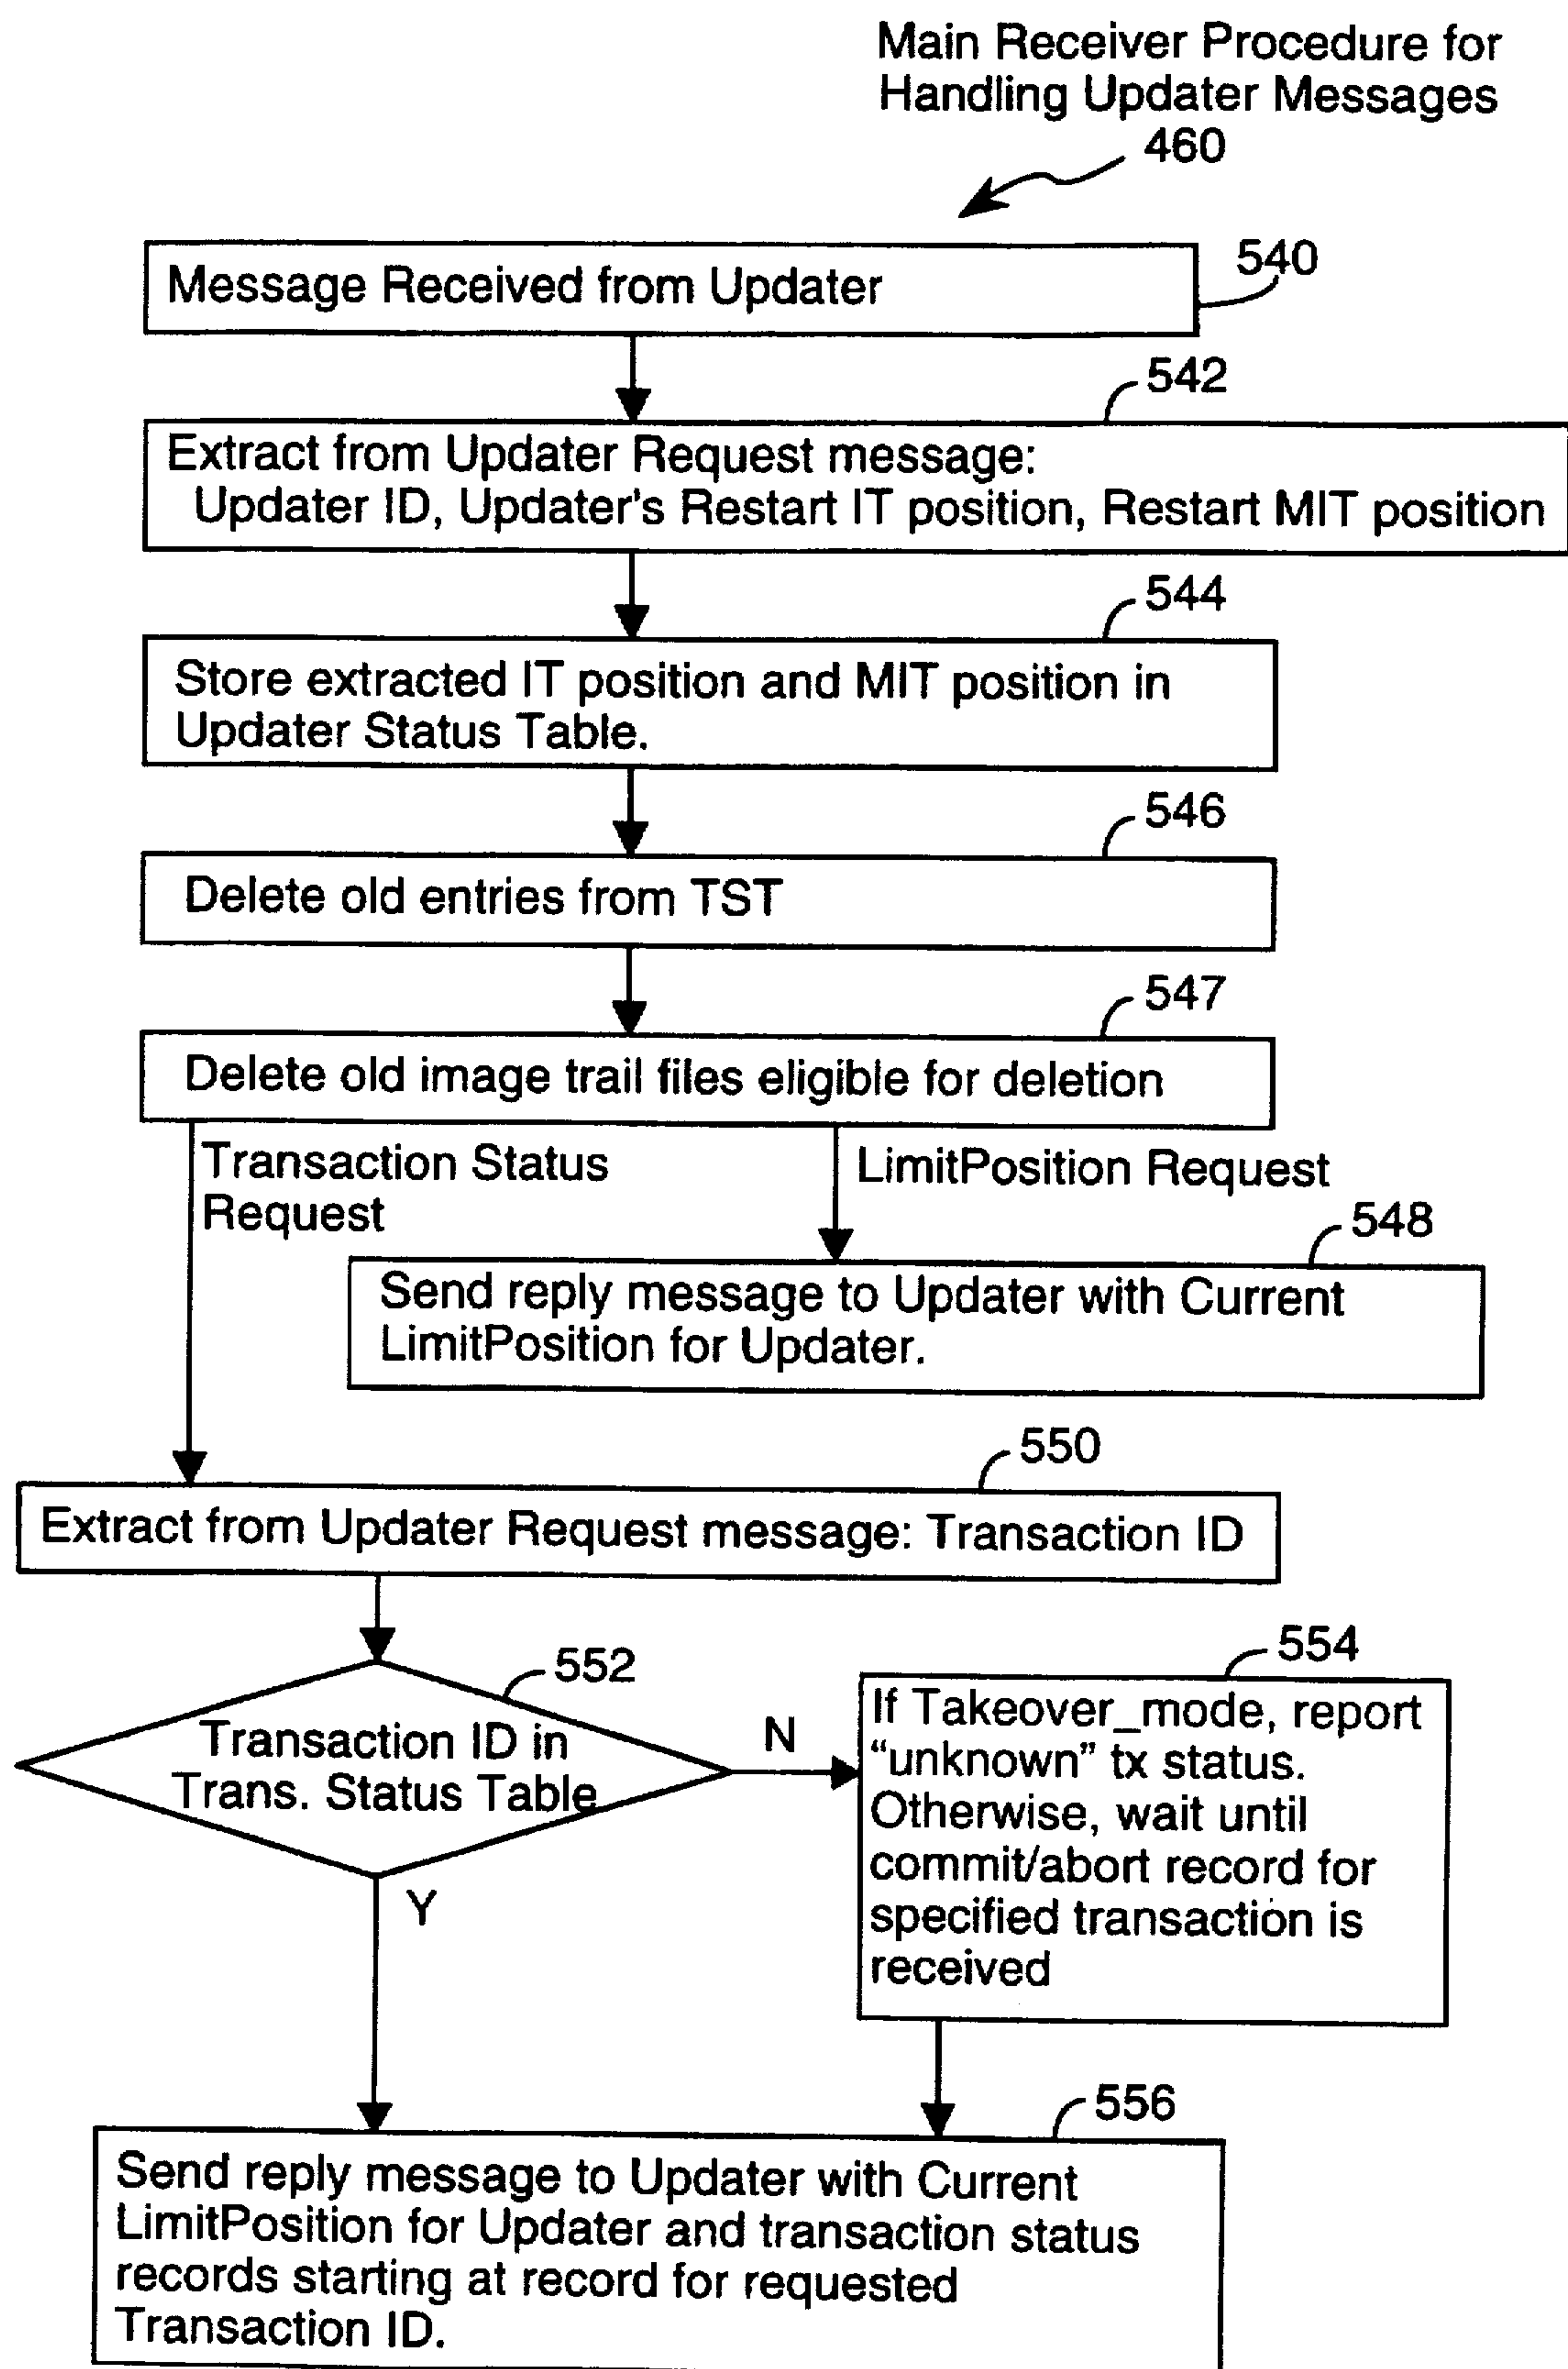 Main Receiver Procedure for
Handling Updater Messages
460
Message Received from Updater
540
542
Extract from Updater Request message:
Updater ID, Updater's Restart IT position, Restart MIT position
544
Store extracted IT position and MIT position in
Updater Status Table.
546
Delete old entries from TST
547
Delete old image trail files eligible for deletion
Transaction Status
Request
LimitPosition Request
548
Send reply message to Updater with Current
LimitPosition for Updater.
550
Extract from Updater Request message: Transaction ID
552
Transaction ID in
Trans. Status Table
N
Y
554
If Takeover_mode, report
“unknown” tx status.
Otherwise, wait until
commit/abort record for
specified transaction is
received
556
Send reply message to Updater with Current
LimitPosition for Updater and transaction status
records starting at record for requested
Transaction ID.